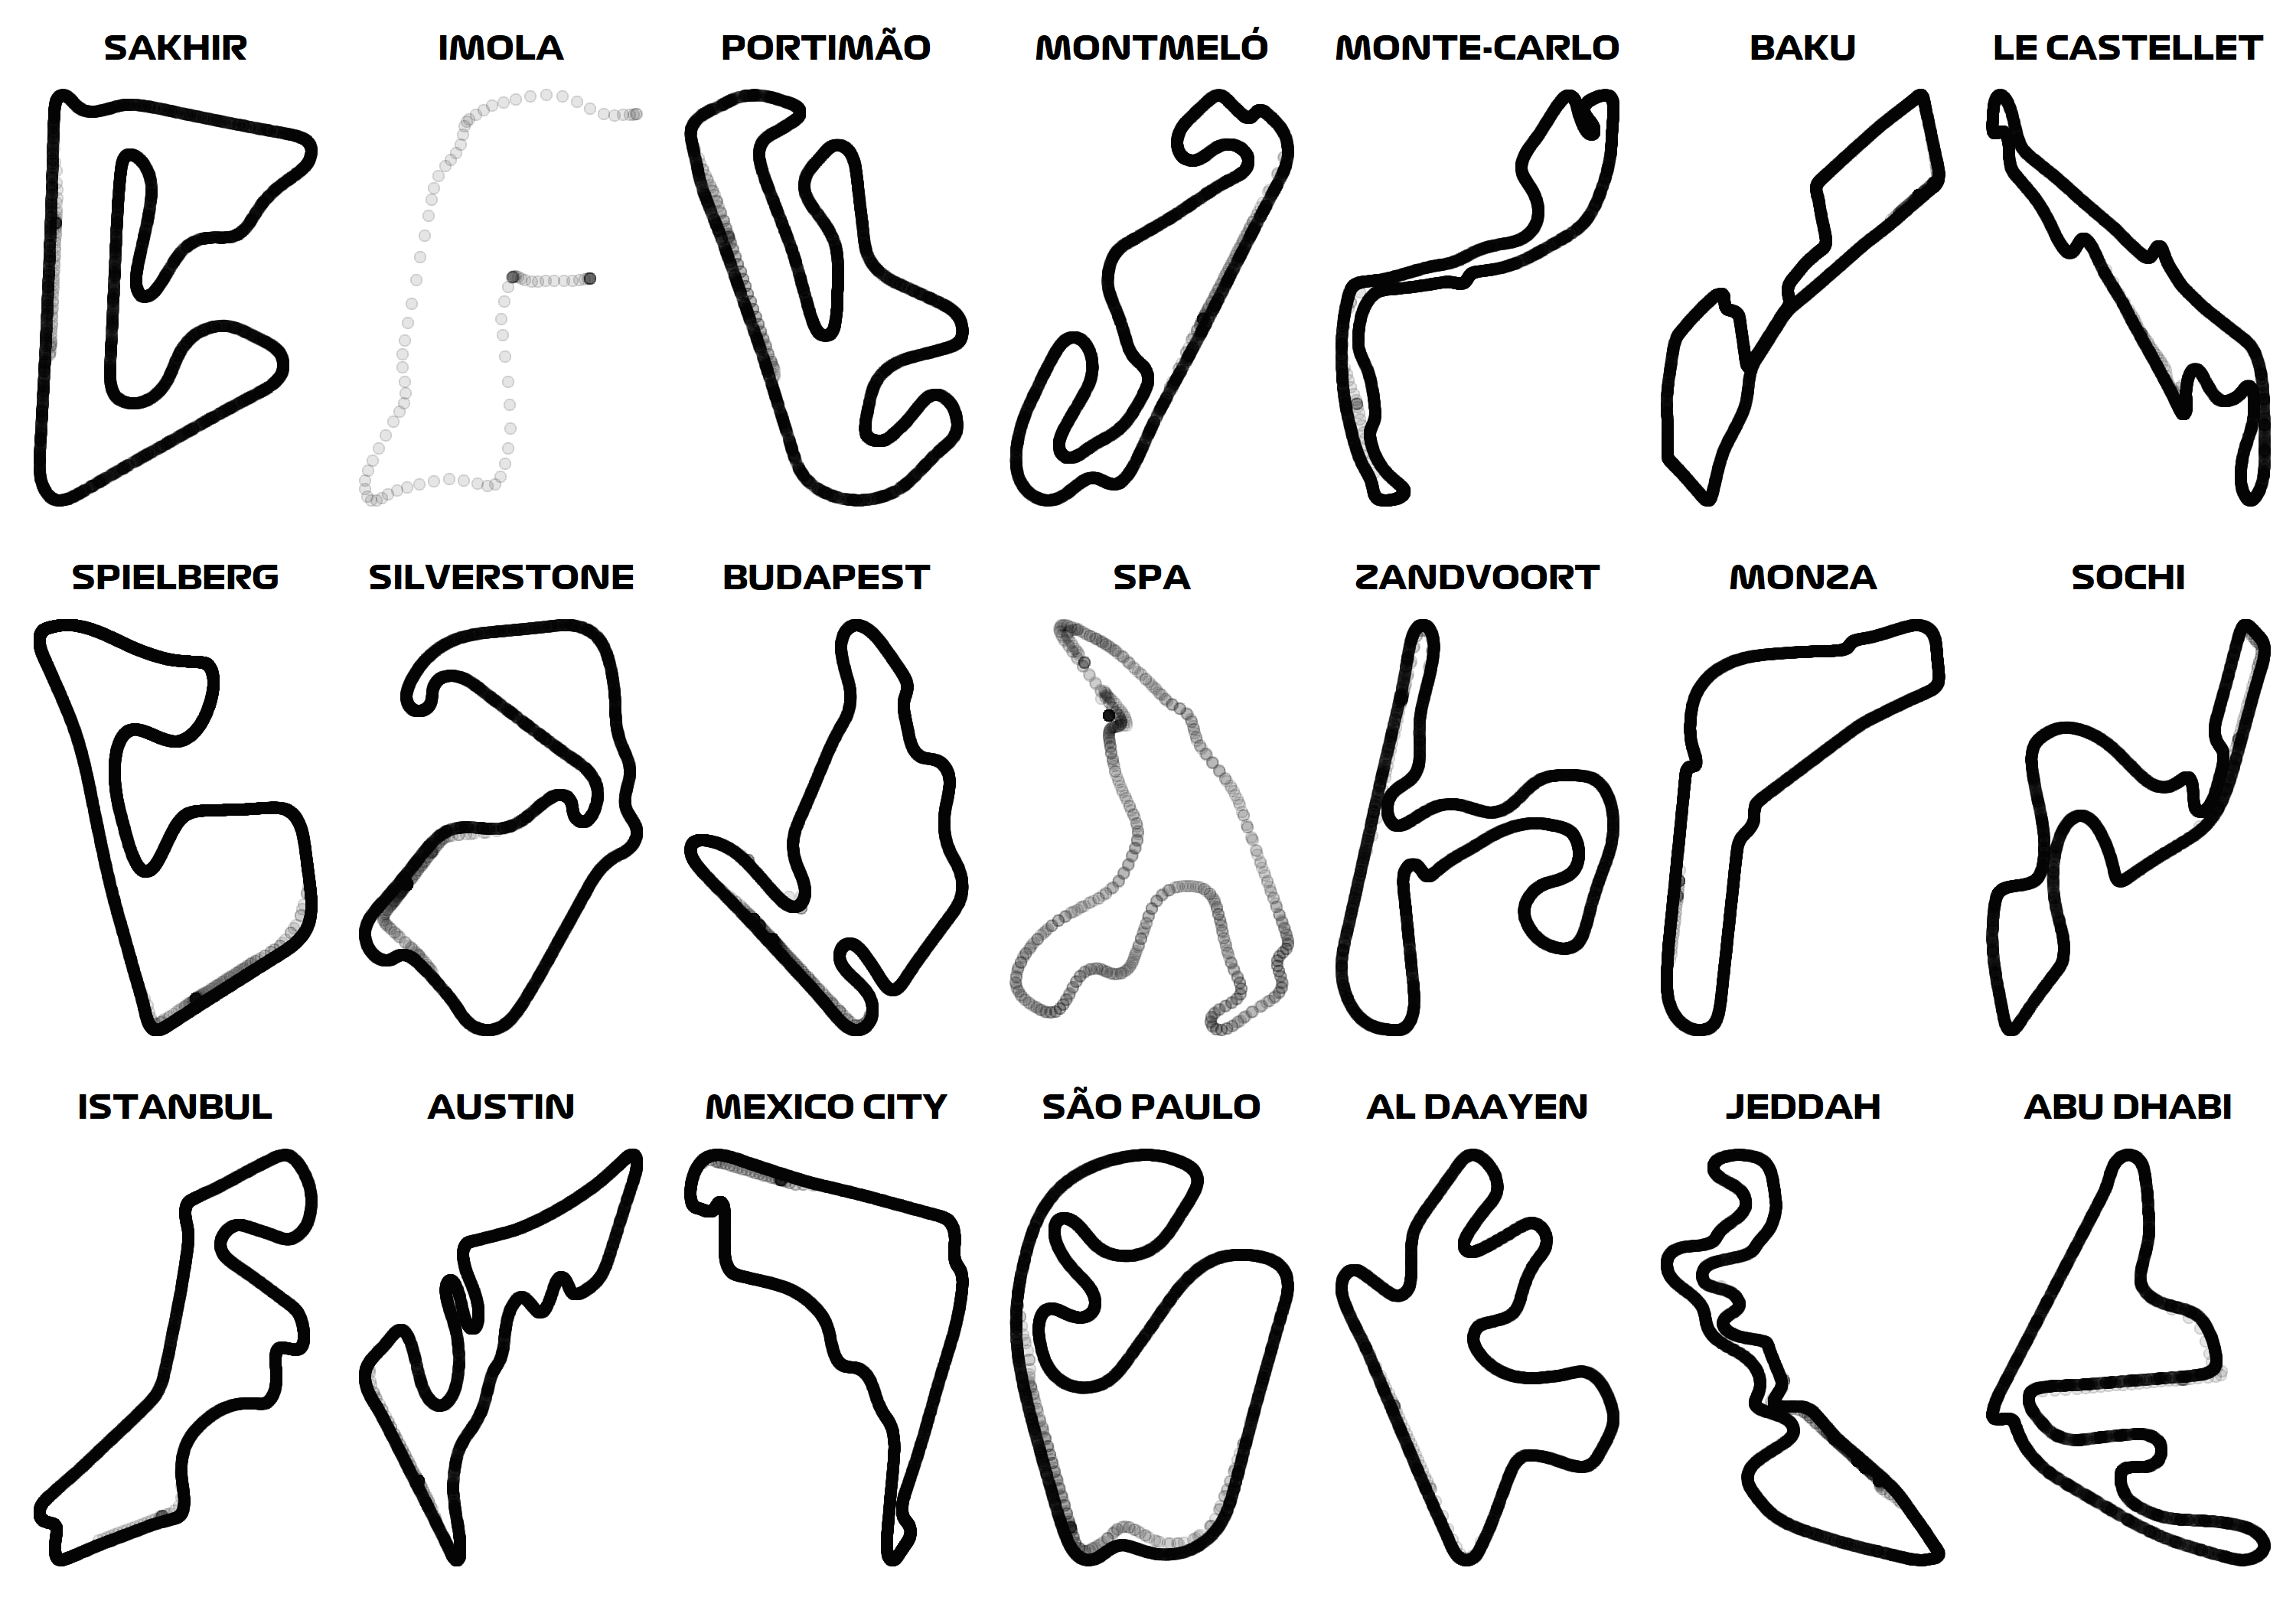 SAKHIR IMOLA PORTIMÃO MONTMELÓ MONTE-CARLO BAKU LE CASTELLET
SPIELBERG SILVERSTONE BUDAPEST SPA ZANDVOORT MONZA SOCHI
ISTANBUL AUSTIN MEXICO CITY SÃO PAULO AL DAAYEN JEDDAH ABU DHABI